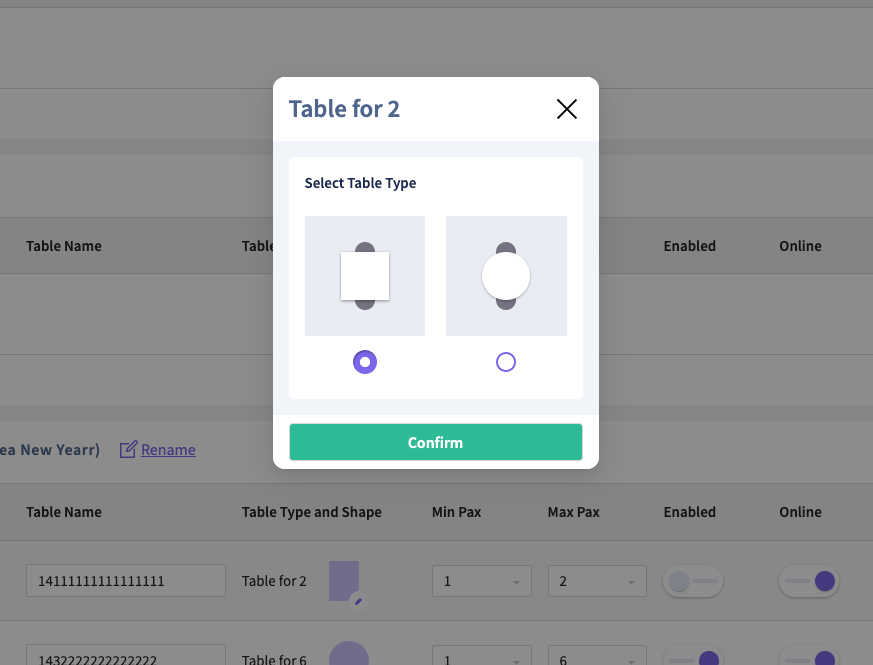 Table for 2
Select Table Type
Confirm
Table Name Table Enabled Online
ea New Yearr) Rename
Table Name Table Type and Shape Min Pax Max Pax Enabled Online
14111111111111111 Table for 2 1 2
1432222222222222 Table for 6 1 6